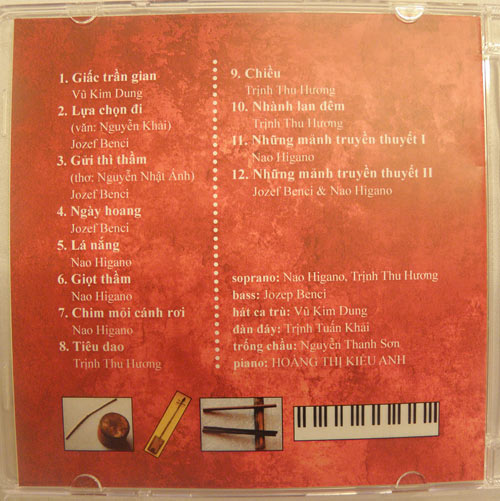 1. Giấc trần gian
Vũ Kim Dung
2. Lựa chọn đi
(văn: Nguyễn Khải)
Jozef Benci
3. Gửi thì thầm
(thơ: Nguyễn Nhật Ánh)
Jozef Benci
4. Ngày hoang
Jozef Benci
5. Lá nắng
Nao Higano
6. Giọt thầm
Nao Higano
7. Chim mỏi cánh rơi
Nao Higano
8. Tiêu dao
Trịnh Thu Hương
9. Chiều
Trịnh Thu Hương
10. Nhành lan đêm
Trịnh Thu Hương
11. Những mảnh truyền thuyết I
Nao Higano
12. Những mảnh truyền thuyết II
Jozef Benci & Nao Higano
soprano: Nao Higano, Trịnh Thu Hương
bass: Jozep Benci
hát ca trù: Vũ Kim Dung
đàn đáy: Trịnh Tuấn Khải
trống chầu: Nguyễn Thanh Sơn
piano: HOÀNG THỊ KIỀU ANH